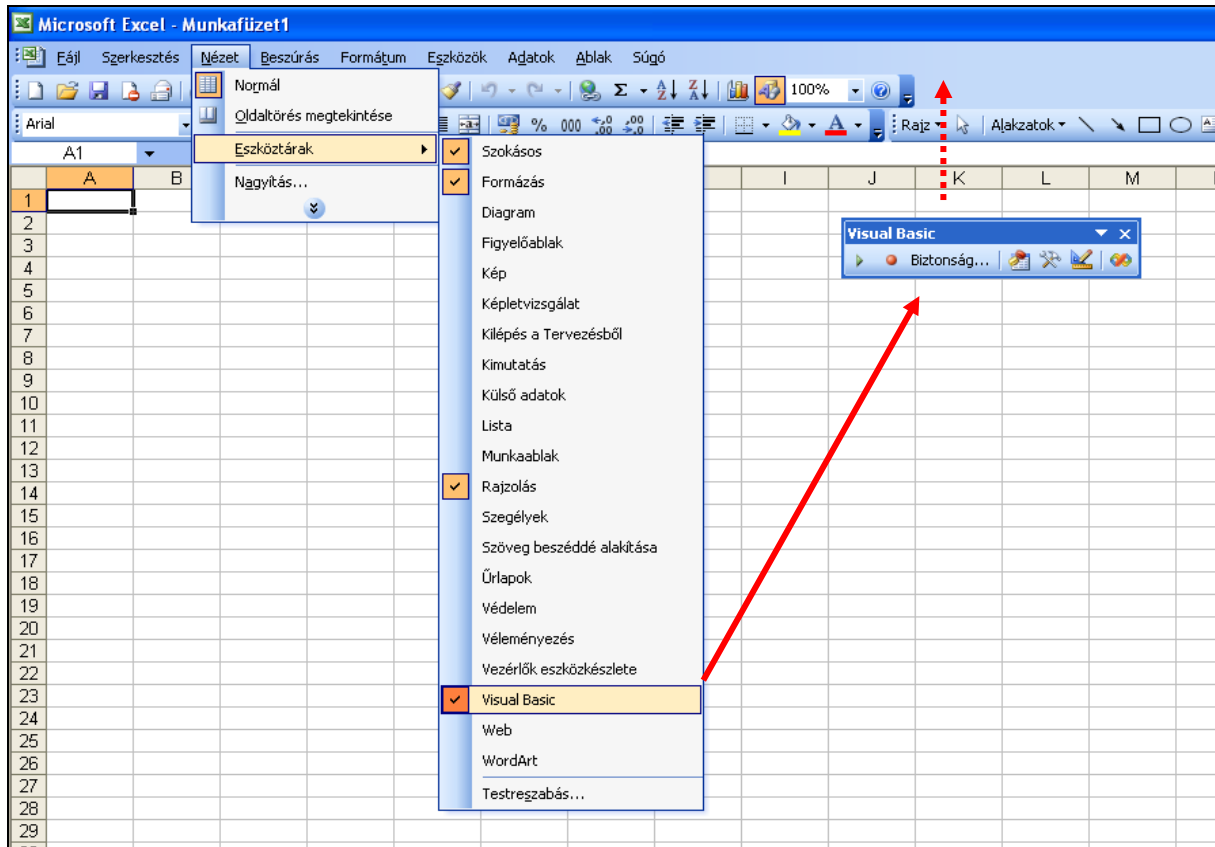 Microsoft Excel - Munkafüzet1
Fájl Szerkesztés Nézet Beszúrás Formátum Eszközök Adatok Ablak Súgó
100%
Arial
% 000
Rajz Alakzatok
A1
A B I J K L M
Normál
Oldaltörés megtekintése
Eszköztárak
Nagyítás...
Szokásos
Formázás
Diagram
Figyelőablak
Kép
Képletvizsgálat
Kilépés a Tervezésből
Kimutatás
Külső adatok
Lista
Munkaablak
Rajzolás
Szegélyek
Szöveg beszéddé alakítása
Űrlapok
Védelem
Véleményezés
Vezérlők eszközkészlete
Visual Basic
Web
WordArt
Testreszabás...
Visual Basic
Biztonság...
1
2
3
4
5
6
7
8
9
10
11
12
13
14
15
16
17
18
19
20
21
22
23
24
25
26
27
28
29